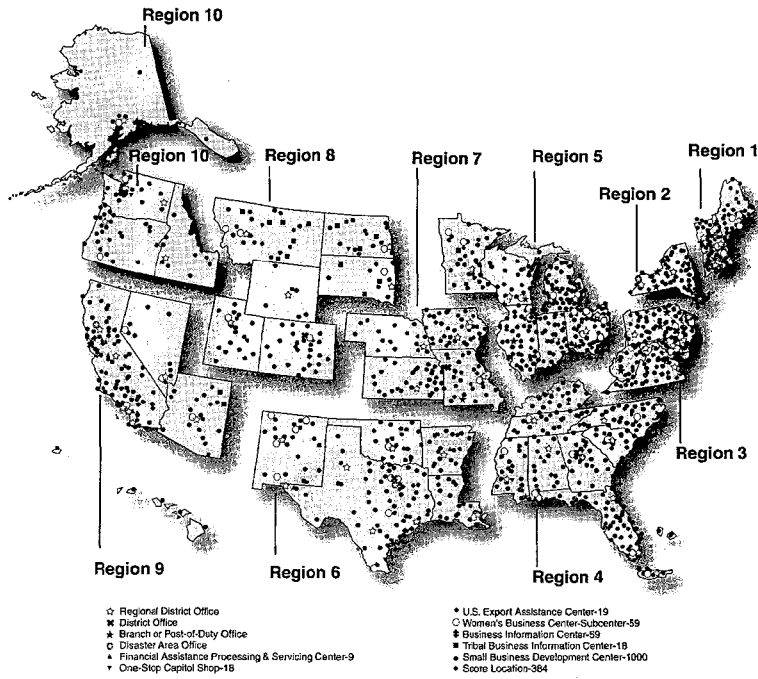 Region 10
Region 10
Region 8
Region 7
Region 5
Region 1
Region 2
Region 3
Region 9
Region 6
Region 4
Regional District Office
District Office
Branch or Post-of-Duty Office
Disaster Area Office
Financial Assistance Processing & Servicing Center-9
One-Stop Capitol Shop-18
U.S. Export Assistance Center-19
Women's Business Center-Subcenter-59
Business Information Center-59
Tribal Business Information Center-18
Small Business Development Center-1000
Score Location-384